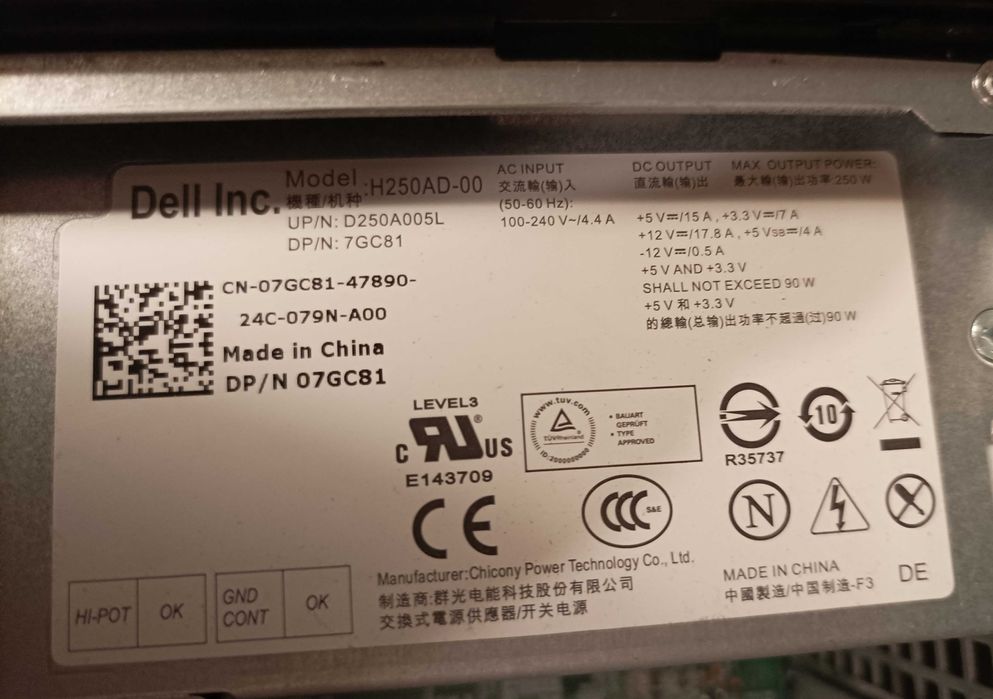 Dell Inc.
Model
機種/机种
:H250AD-00
UP/N: D250A005L
DP/N: 7GC81
AC INPUT
交流輸(输)入
(50-60 Hz):
100-240 V~/4.4 A
DC OUTPUT
直流輸(输)出
MAX. OUTPUT POWER:
最大輸(输)出功率:250 W
+5 V⎓/15 A , +3.3 V⎓/7 A
+12 V⎓/17.8 A , +5 VSB⎓/4 A
-12 V⎓/0.5 A
+5 V AND +3.3 V
SHALL NOT EXCEED 90 W
+5 V 和 +3.3 V
的總輸(总输)出功率不超過(过)90 W
CN-07GC81-47890-
24C-079N-A00
Made in China
DP/N 07GC81
LEVEL3
C RU® US
E143709
www.tuv.com
TÜVRheinland
ID:2000000000
• BAUART
GEPRÜFT
• TYPE
APPROVED
R35737
10
CE
CCC S&E
N
Manufacturer:Chicony Power Technology Co., Ltd.
制造商:群光电能科技股份有限公司
交換式電源供應器/开关电源
MADE IN CHINA
中國製造/中国制造-F3
DE
HI-POT OK
GND
CONT
OK